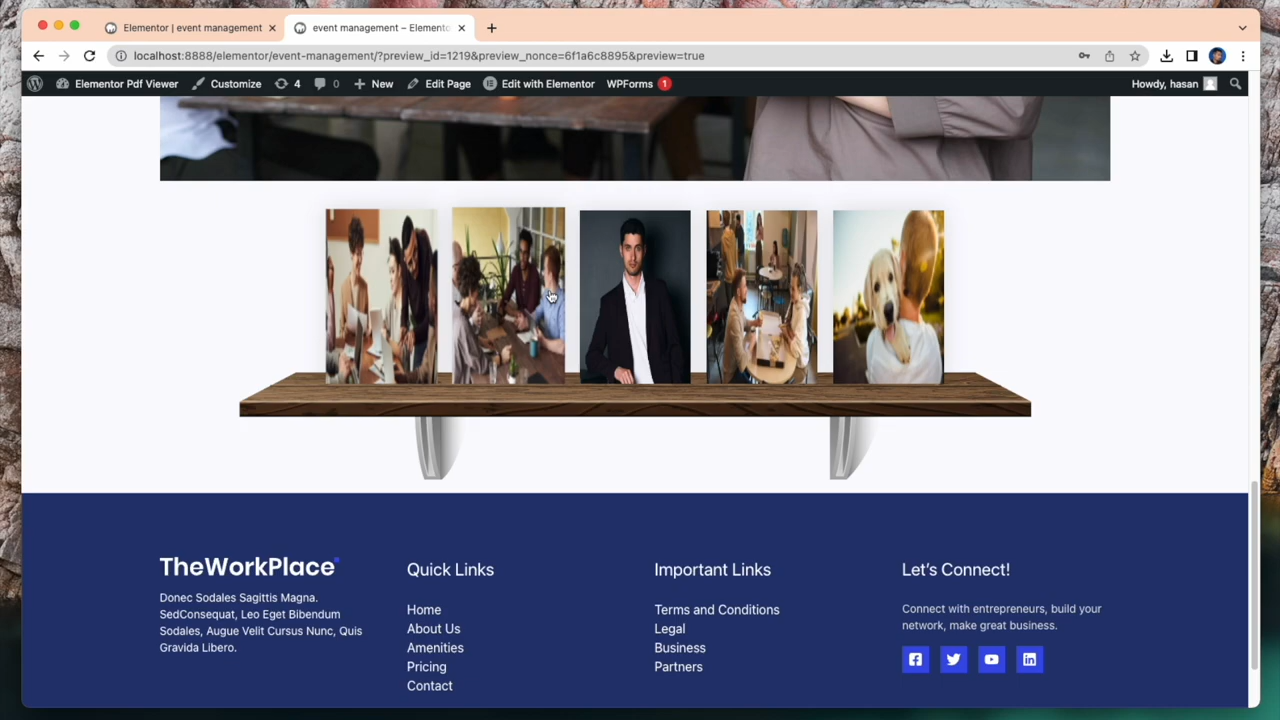 Elementor | event management
event management – Elemento
localhost:8888/elementor/event-management/?preview_id=1219&preview_nonce=6f1a6c8895&preview=true
Elementor Pdf Viewer Customize 4 0 New Edit Page Edit with Elementor WPForms 1 Howdy, hasan
TheWorkPlace
Donec Sodales Sagittis Magna.
SedConsequat, Leo Eget Bibendum
Sodales, Augue Velit Cursus Nunc, Quis
Gravida Libero.
Quick Links
Home
About Us
Amenities
Pricing
Contact
Important Links
Terms and Conditions
Legal
Business
Partners
Let's Connect!
Connect with entrepreneurs, build your
network, make great business.